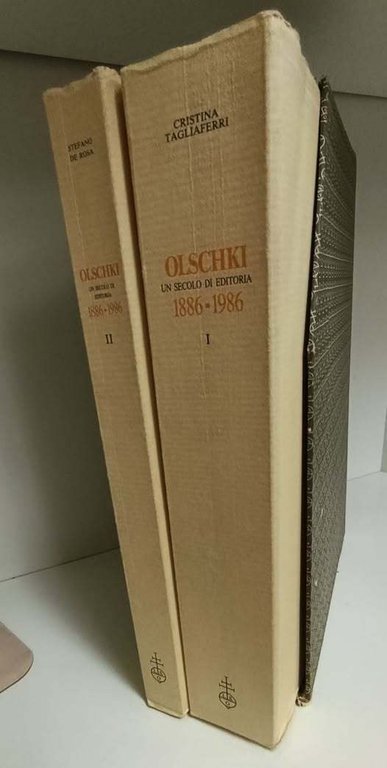 STEFANO
DE ROSA
OLSCHKI
UN SECOLO DI
EDITORIA
1886-1986
II
CRISTINA
TAGLIAFERRI
OLSCHKI
UN SECOLO DI EDITORIA
1886-1986
I